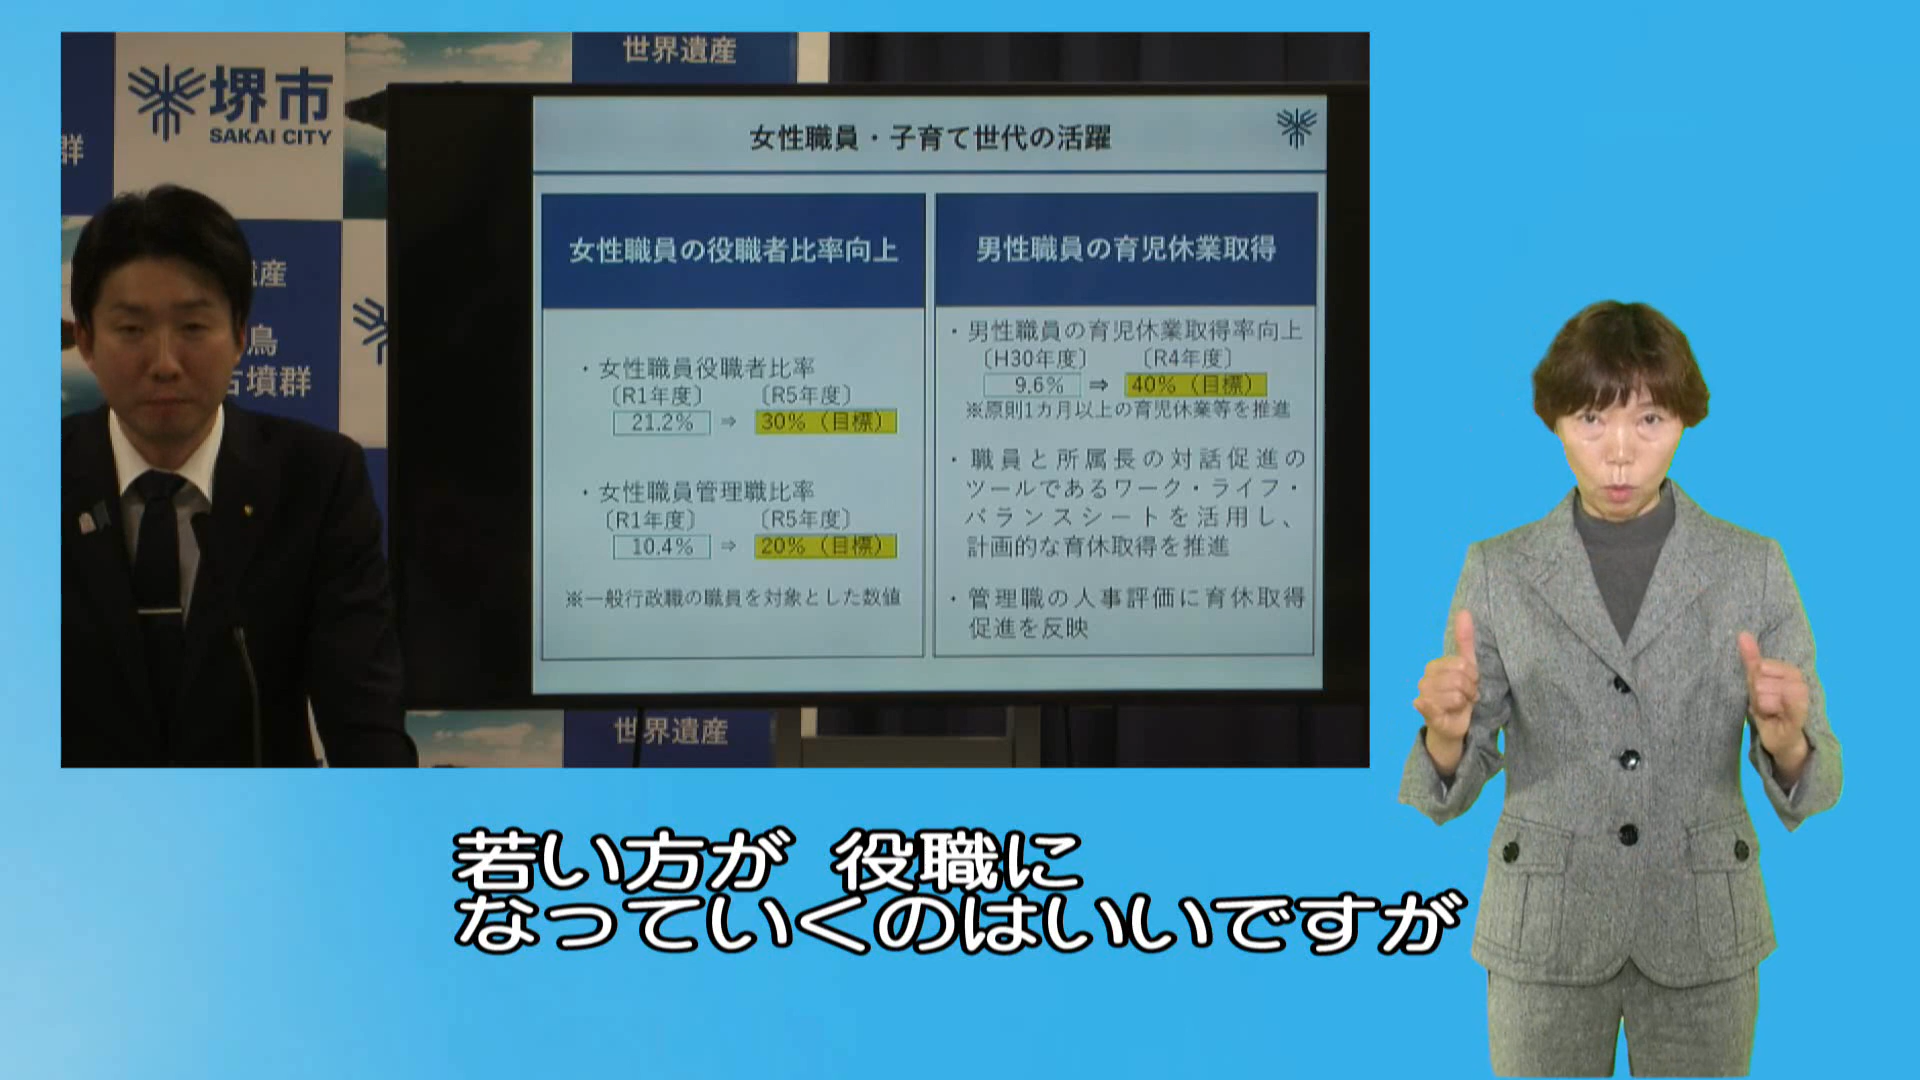 世界遺産
堺市
SAKAI CITY
群
遺産
鳥
古墳群
女性職員・子育て世代の活躍
女性職員の役職者比率向上
・女性職員役職者比率
〔R1年度〕 〔R5年度〕
21.2% ⇒ 30%（目標）
・女性職員管理職比率
〔R1年度〕 〔R5年度〕
10.4% ⇒ 20%（目標）
※一般行政職の職員を対象とした数値
男性職員の育児休業取得
・男性職員の育児休業取得率向上
〔H30年度〕 〔R4年度〕
9.6% ⇒ 40%（目標）
※原則1カ月以上の育児休業等を推進
・職員と所属長の対話促進の
ツールであるワーク・ライフ・
バランスシートを活用し、
計画的な育休取得を推進
・管理職の人事評価に育休取得
促進を反映
世界遺産
若い方が 役職に
なっていくのはいいですが